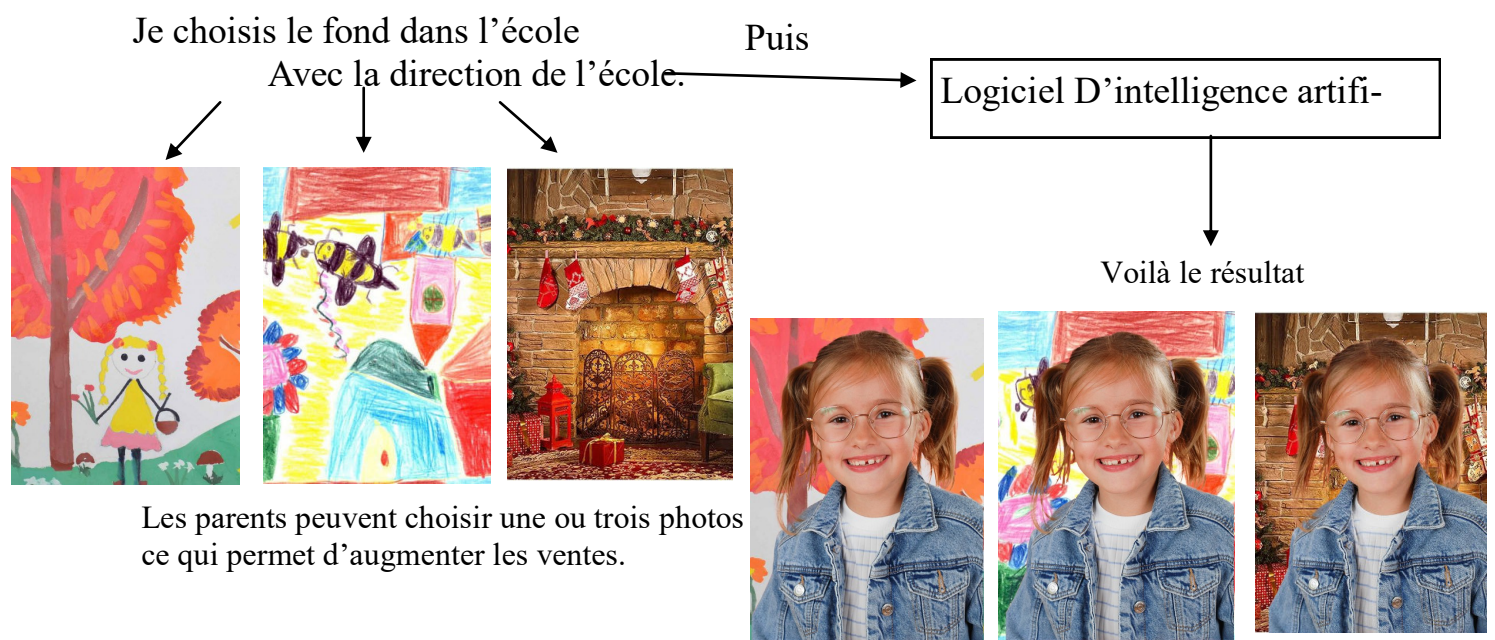 Je choisis le fond dans l’école
Avec la direction de l’école.
Puis
Logiciel D’intelligence artifi-
Voilà le résultat
Les parents peuvent choisir une ou trois photos
ce qui permet d’augmenter les ventes.